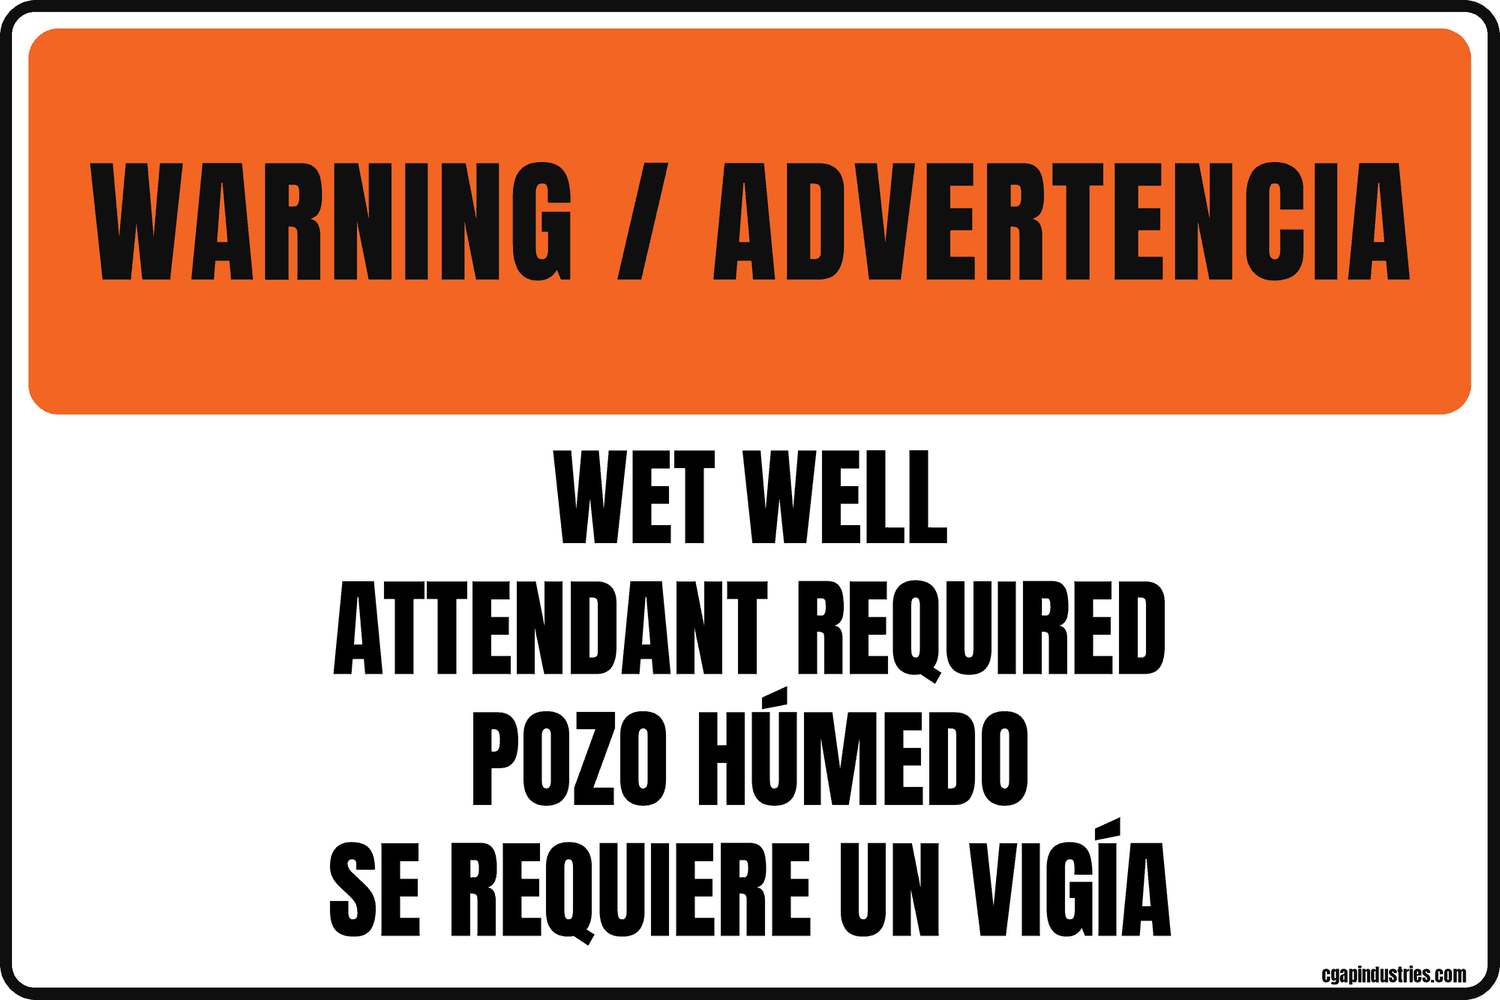 WARNING / ADVERTENCIA
WET WELL
ATTENDANT REQUIRED
POZO HÚMEDO
SE REQUIERE UN VIGÍA
cgapindustries.com